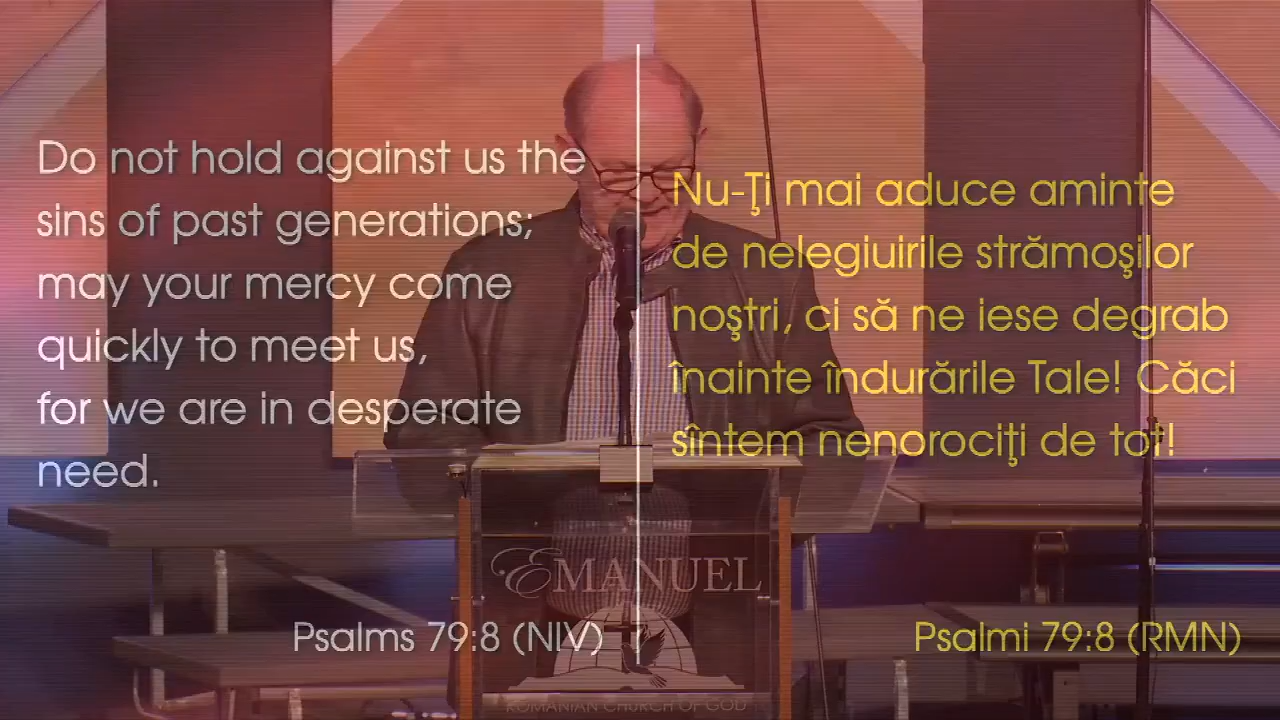 Do not hold against us the
sins of past generations;
may your mercy come
quickly to meet us,
for we are in desperate
need.
Psalms 79:8 (NIV)
Nu-Ţi mai aduce aminte
de nelegiuirile strămoşilor
noştri, ci să ne iese degrab
înainte îndurările Tale! Căci
sîntem nenorociţi de tot!
Psalmi 79:8 (RMN)
EMANUEL
ROMANIAN CHURCH OF GOD